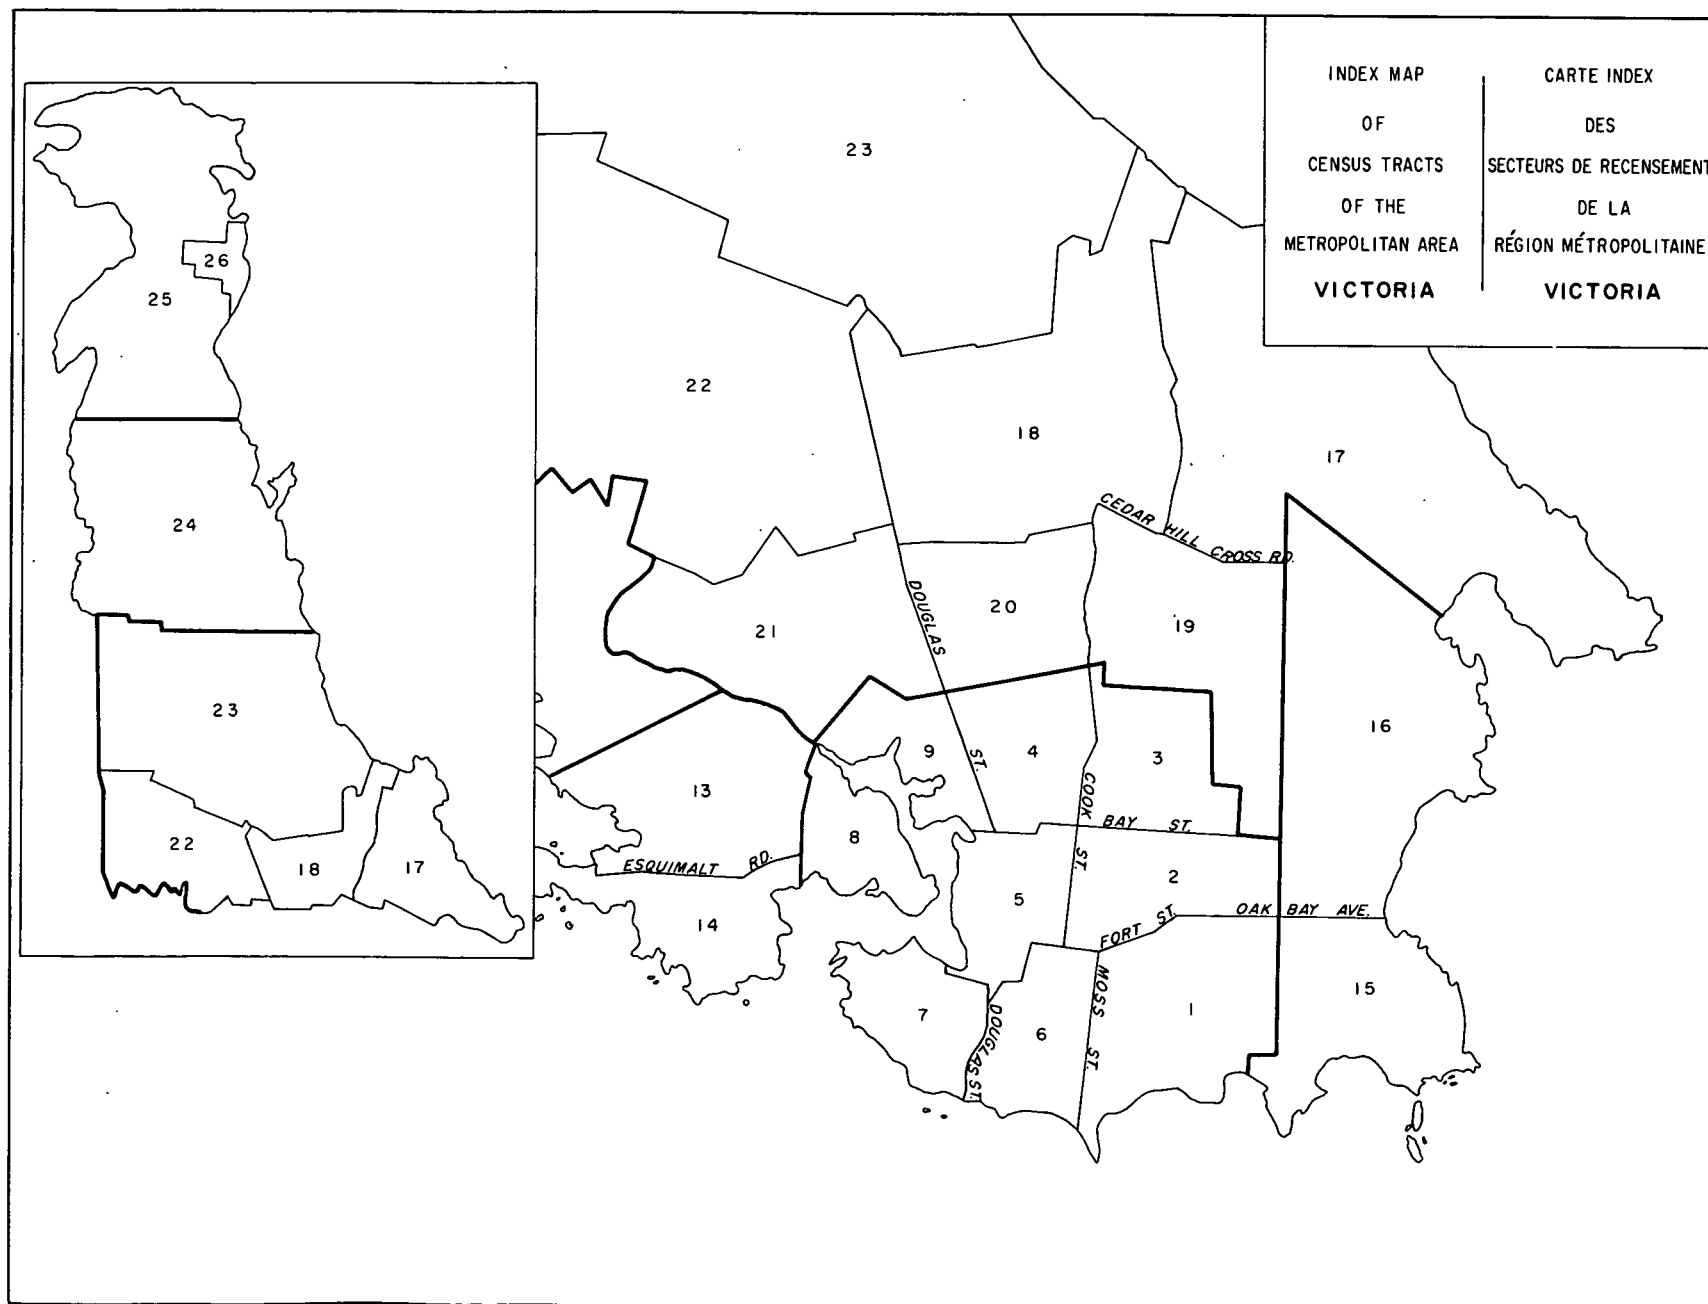 INDEX MAP
OF
CENSUS TRACTS
OF THE
METROPOLITAN AREA
VICTORIA
CARTE INDEX
DES
SECTEURS DE RECENSEMENT
DE LA
RÉGION MÉTROPOLITAINE
VICTORIA
26
25
24
23
22
18
17
23
22
18
17
CEDAR HILL CROSS RD.
DOUGLAS ST.
20
19
21
16
9
4
3
13
COOK ST.
BAY ST.
8
ESQUIMALT RD.
2
5
14
FORT ST.
OAK BAY AVE.
MOSS ST.
15
7
DOUGLAS ST.
6
1